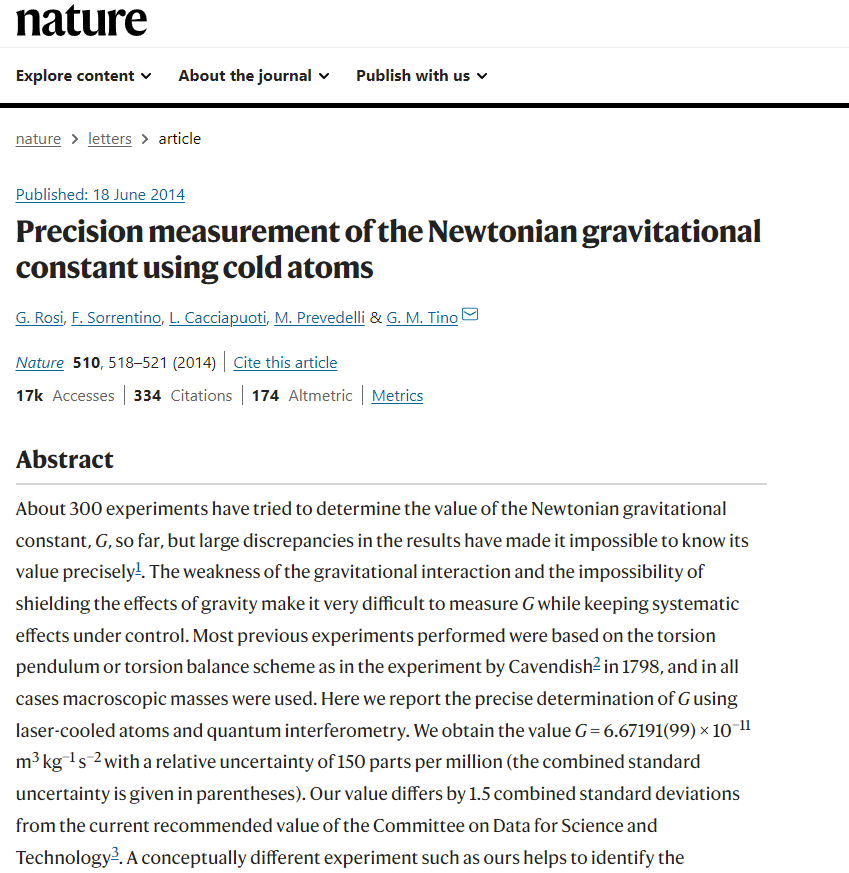 nature
Explore content About the journal Publish with us
nature > letters > article
Published: 18 June 2014
Precision measurement of the Newtonian gravitational
constant using cold atoms
G. Rosi, F. Sorrentino, L. Cacciapuoti, M. Prevedelli & G. M. Tino
Nature 510, 518–521 (2014) | Cite this article
17k Accesses | 334 Citations | 174 Altmetric | Metrics
Abstract
About 300 experiments have tried to determine the value of the Newtonian gravitational
constant, G, so far, but large discrepancies in the results have made it impossible to know its
value precisely¹. The weakness of the gravitational interaction and the impossibility of
shielding the effects of gravity make it very difficult to measure G while keeping systematic
effects under control. Most previous experiments performed were based on the torsion
pendulum or torsion balance scheme as in the experiment by Cavendish² in 1798, and in all
cases macroscopic masses were used. Here we report the precise determination of G using
laser-cooled atoms and quantum interferometry. We obtain the value G = 6.67191(99) × 10⁻¹¹
m³ kg⁻¹ s⁻² with a relative uncertainty of 150 parts per million (the combined standard
uncertainty is given in parentheses). Our value differs by 1.5 combined standard deviations
from the current recommended value of the Committee on Data for Science and
Technology³. A conceptually different experiment such as ours helps to identify the